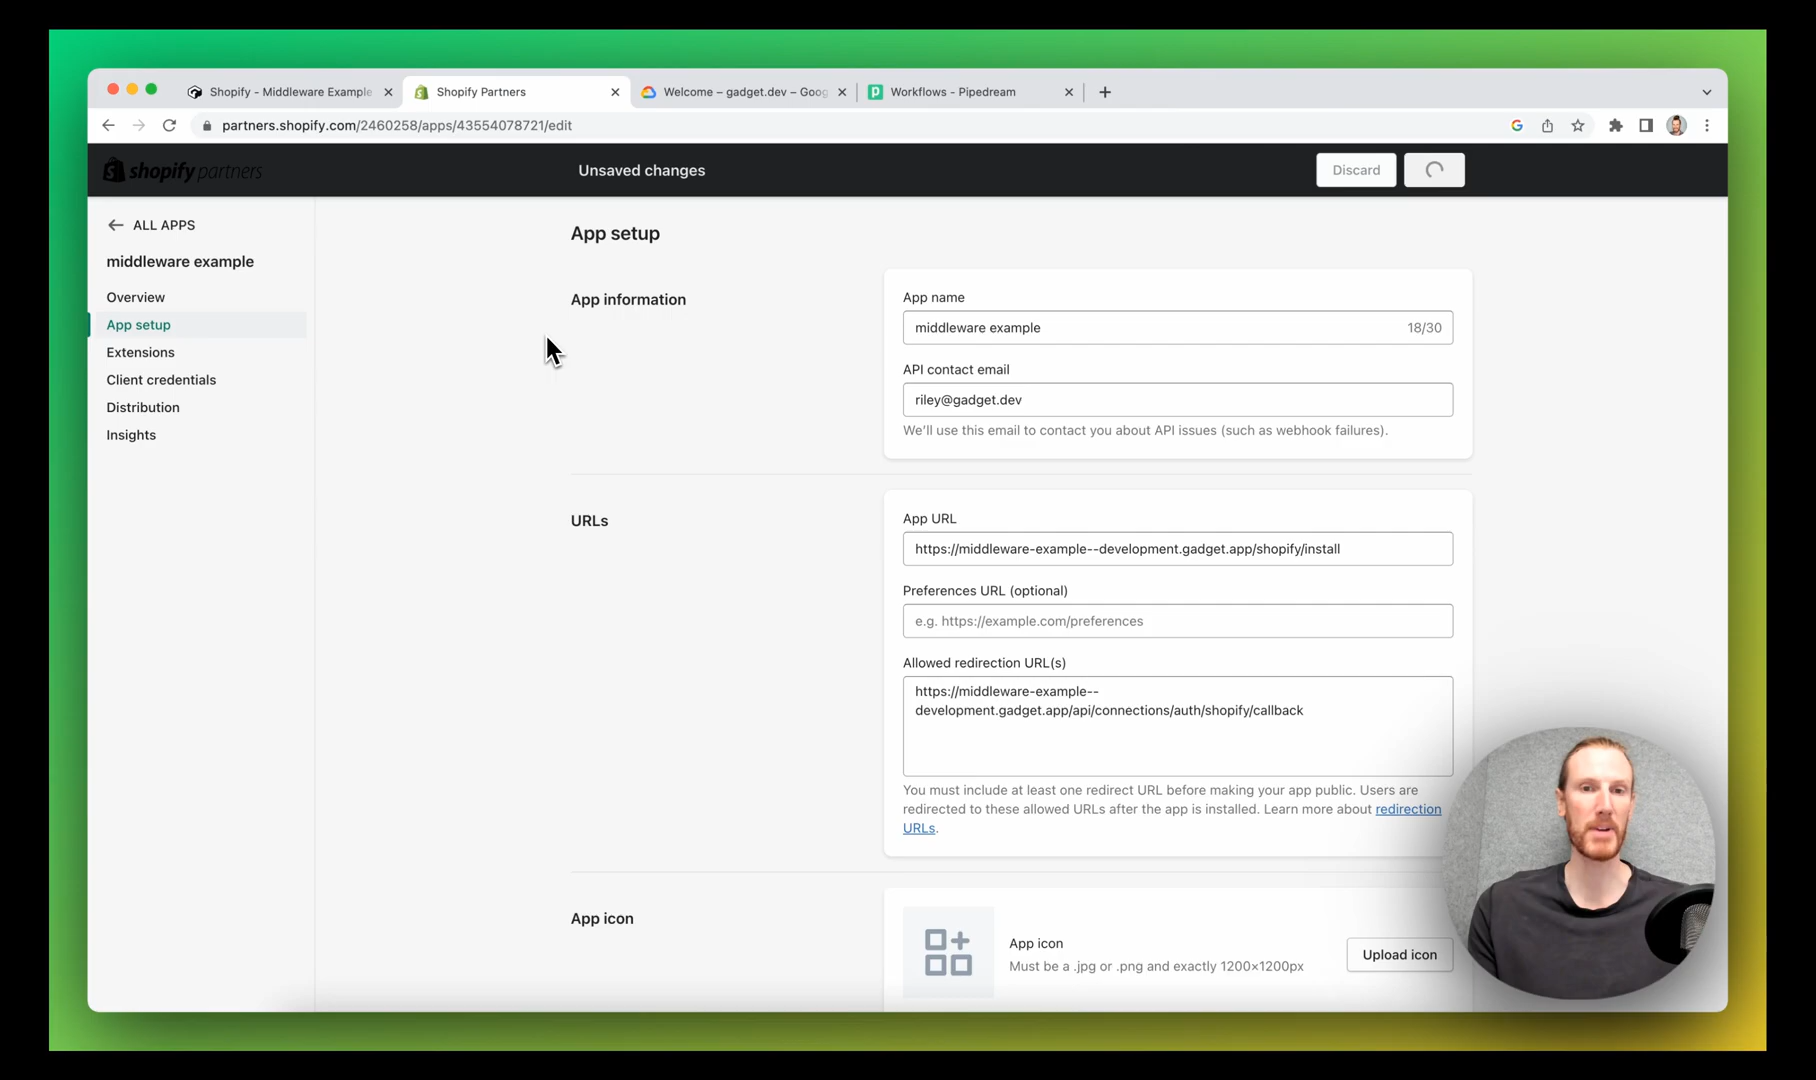 Shopify - Middleware Example
Shopify Partners
Welcome – gadget.dev – Goog
Workflows - Pipedream
partners.shopify.com/2460258/apps/43554078721/edit
shopify partners
Unsaved changes
Discard
ALL APPS
middleware example
Overview
App setup
Extensions
Client credentials
Distribution
Insights
App setup
App information
App name
middleware example
18/30
API contact email
riley@gadget.dev
We'll use this email to contact you about API issues (such as webhook failures).
URLs
App URL
https://middleware-example--development.gadget.app/shopify/install
Preferences URL (optional)
e.g. https://example.com/preferences
Allowed redirection URL(s)
https://middleware-example--
development.gadget.app/api/connections/auth/shopify/callback
You must include at least one redirect URL before making your app public. Users are
redirected to these allowed URLs after the app is installed. Learn more about redirection
URLs.
App icon
App icon
Must be a .jpg or .png and exactly 1200×1200px
Upload icon